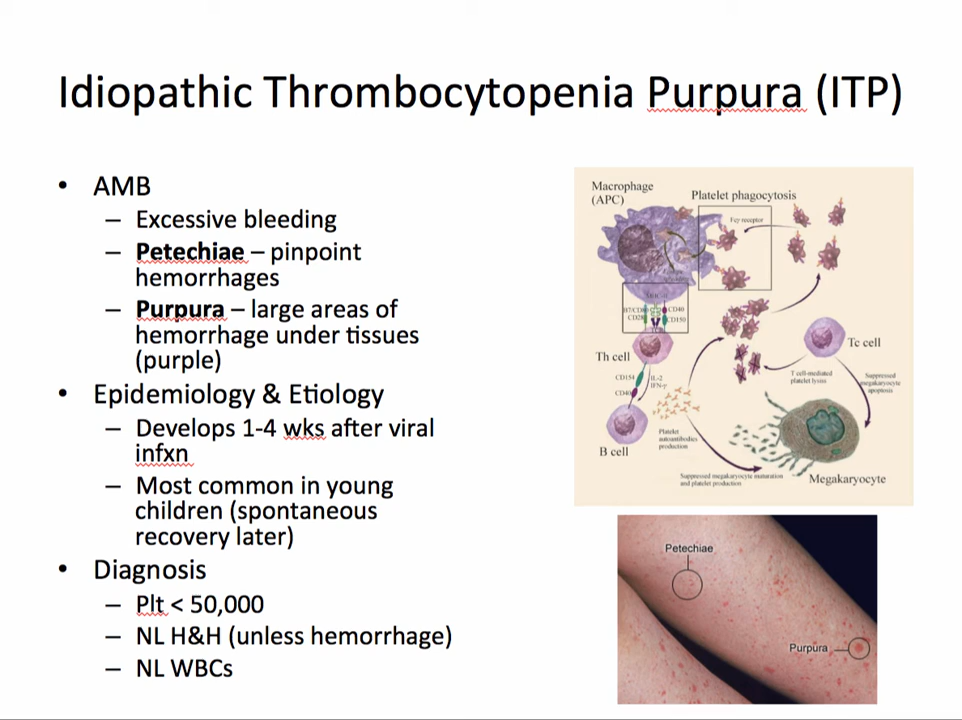 Idiopathic Thrombocytopenia Purpura (ITP)
• AMB
– Excessive bleeding
– Petechiae – pinpoint
hemorrhages
– Purpura – large areas of
hemorrhage under tissues
(purple)
• Epidemiology & Etiology
– Develops 1-4 wks after viral
infxn
– Most common in young
children (spontaneous
recovery later)
• Diagnosis
– Plt < 50,000
– NL H&H (unless hemorrhage)
– NL WBCs
Macrophage
(APC)
Platelet phagocytosis
Fcγ receptor
CD40
CD28
CD150
Th cell
CD154
IL-2
IFN-γ
CD40
B cell
Platelet
autoantibodies
production
Tc cell
T cell-mediated
platelet lysis
Suppressed
megakaryocyte
apoptosis
Suppressed megakaryocyte maturation
and platelet production
Megakaryocyte
Petechiae
Purpura